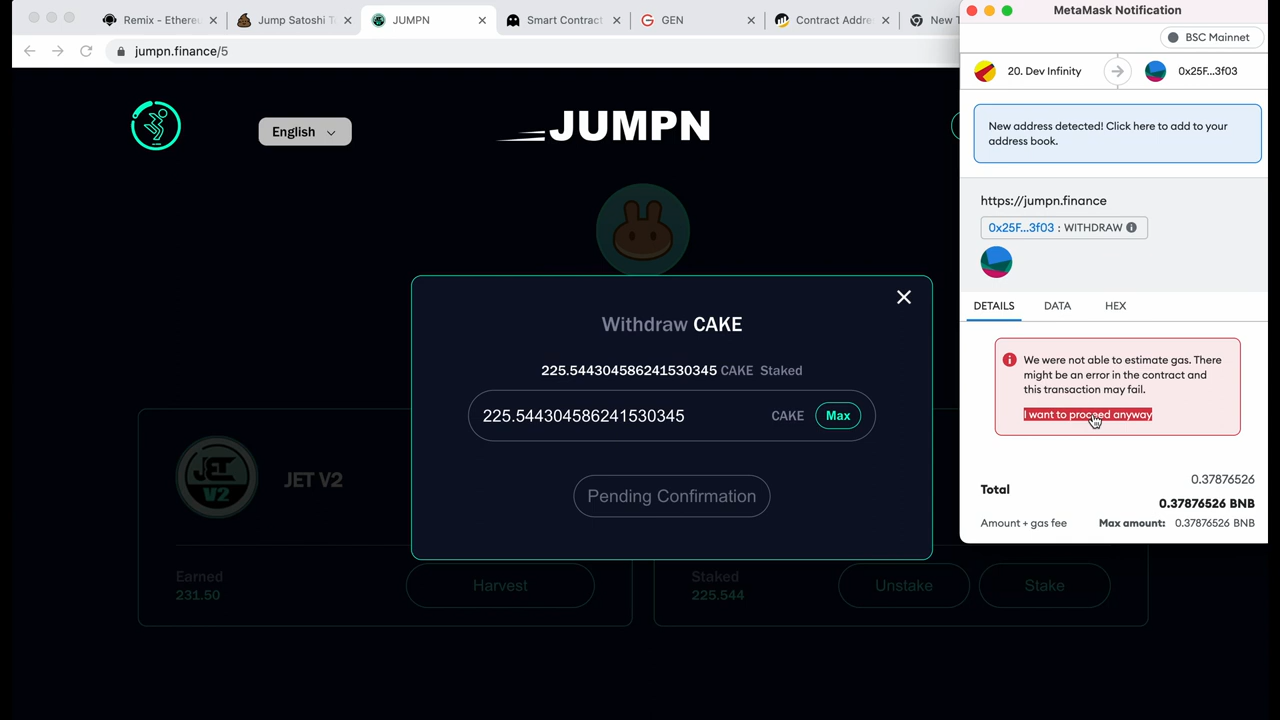 Remix - Ethere
Jump Satoshi T
JUMPN
Smart Contract
GEN
Contract Addre
New T
jumpn.finance/5
English
JUMPN
Withdraw CAKE
225.544304586241530345 CAKE Staked
225.544304586241530345 CAKE Max
Pending Confirmation
JET
V2
JET V2
Earned
231.50
Harvest
Staked
225.544
Unstake
Stake
MetaMask Notification
BSC Mainnet
20. Dev Infinity
0x25F...3f03
New address detected! Click here to add to your
address book.
https://jumpn.finance
0x25F...3f03 : WITHDRAW
DETAILS
DATA
HEX
We were not able to estimate gas. There
might be an error in the contract and
this transaction may fail.
I want to proceed anyway
0.37876526
Total
0.37876526 BNB
Amount + gas fee
Max amount: 0.37876526 BNB